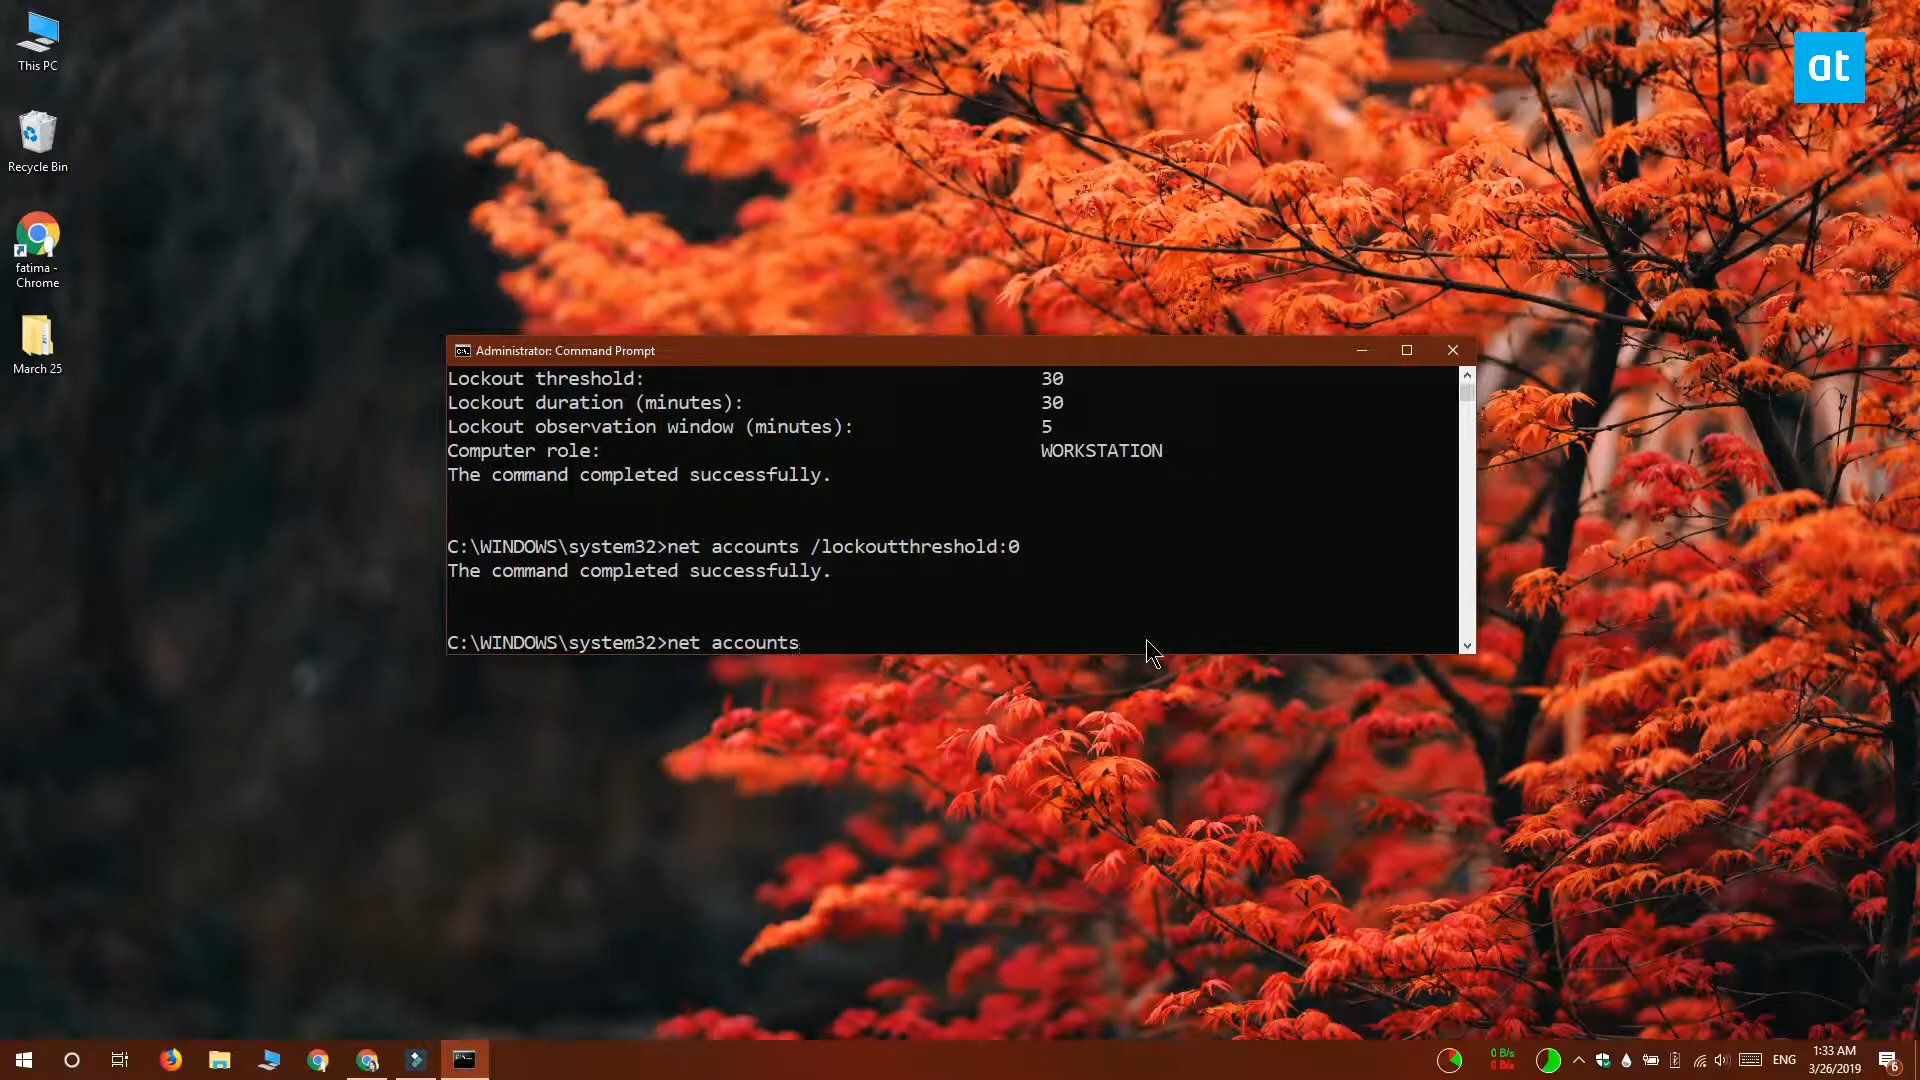 This PC
Recycle Bin
fatima -
Chrome
March 25
at
Administrator: Command Prompt
Lockout threshold: 30
Lockout duration (minutes): 30
Lockout observation window (minutes): 5
Computer role: WORKSTATION
The command completed successfully.
C:\WINDOWS\system32>net accounts /lockoutthreshold:0
The command completed successfully.
C:\WINDOWS\system32>net accounts
0 B/s
0 B/s
ENG
1:33 AM
3/26/2019
6